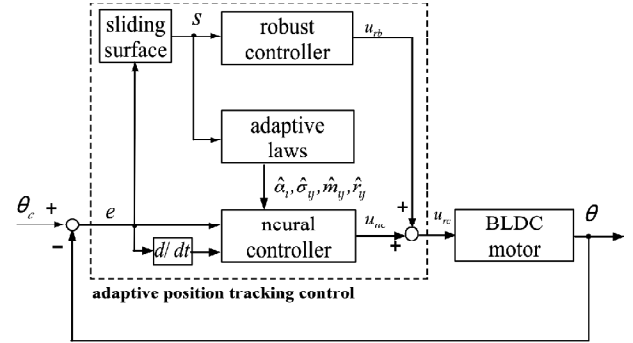 sliding surface
s
robust controller
u_rb
adaptive laws
α̂_i, σ̂_ij, m̂_ij, r̂_ij
θ_c
+
−
e
d/dt
neural controller
u_nc
+
+
u_rc
BLDC motor
θ
adaptive position tracking control